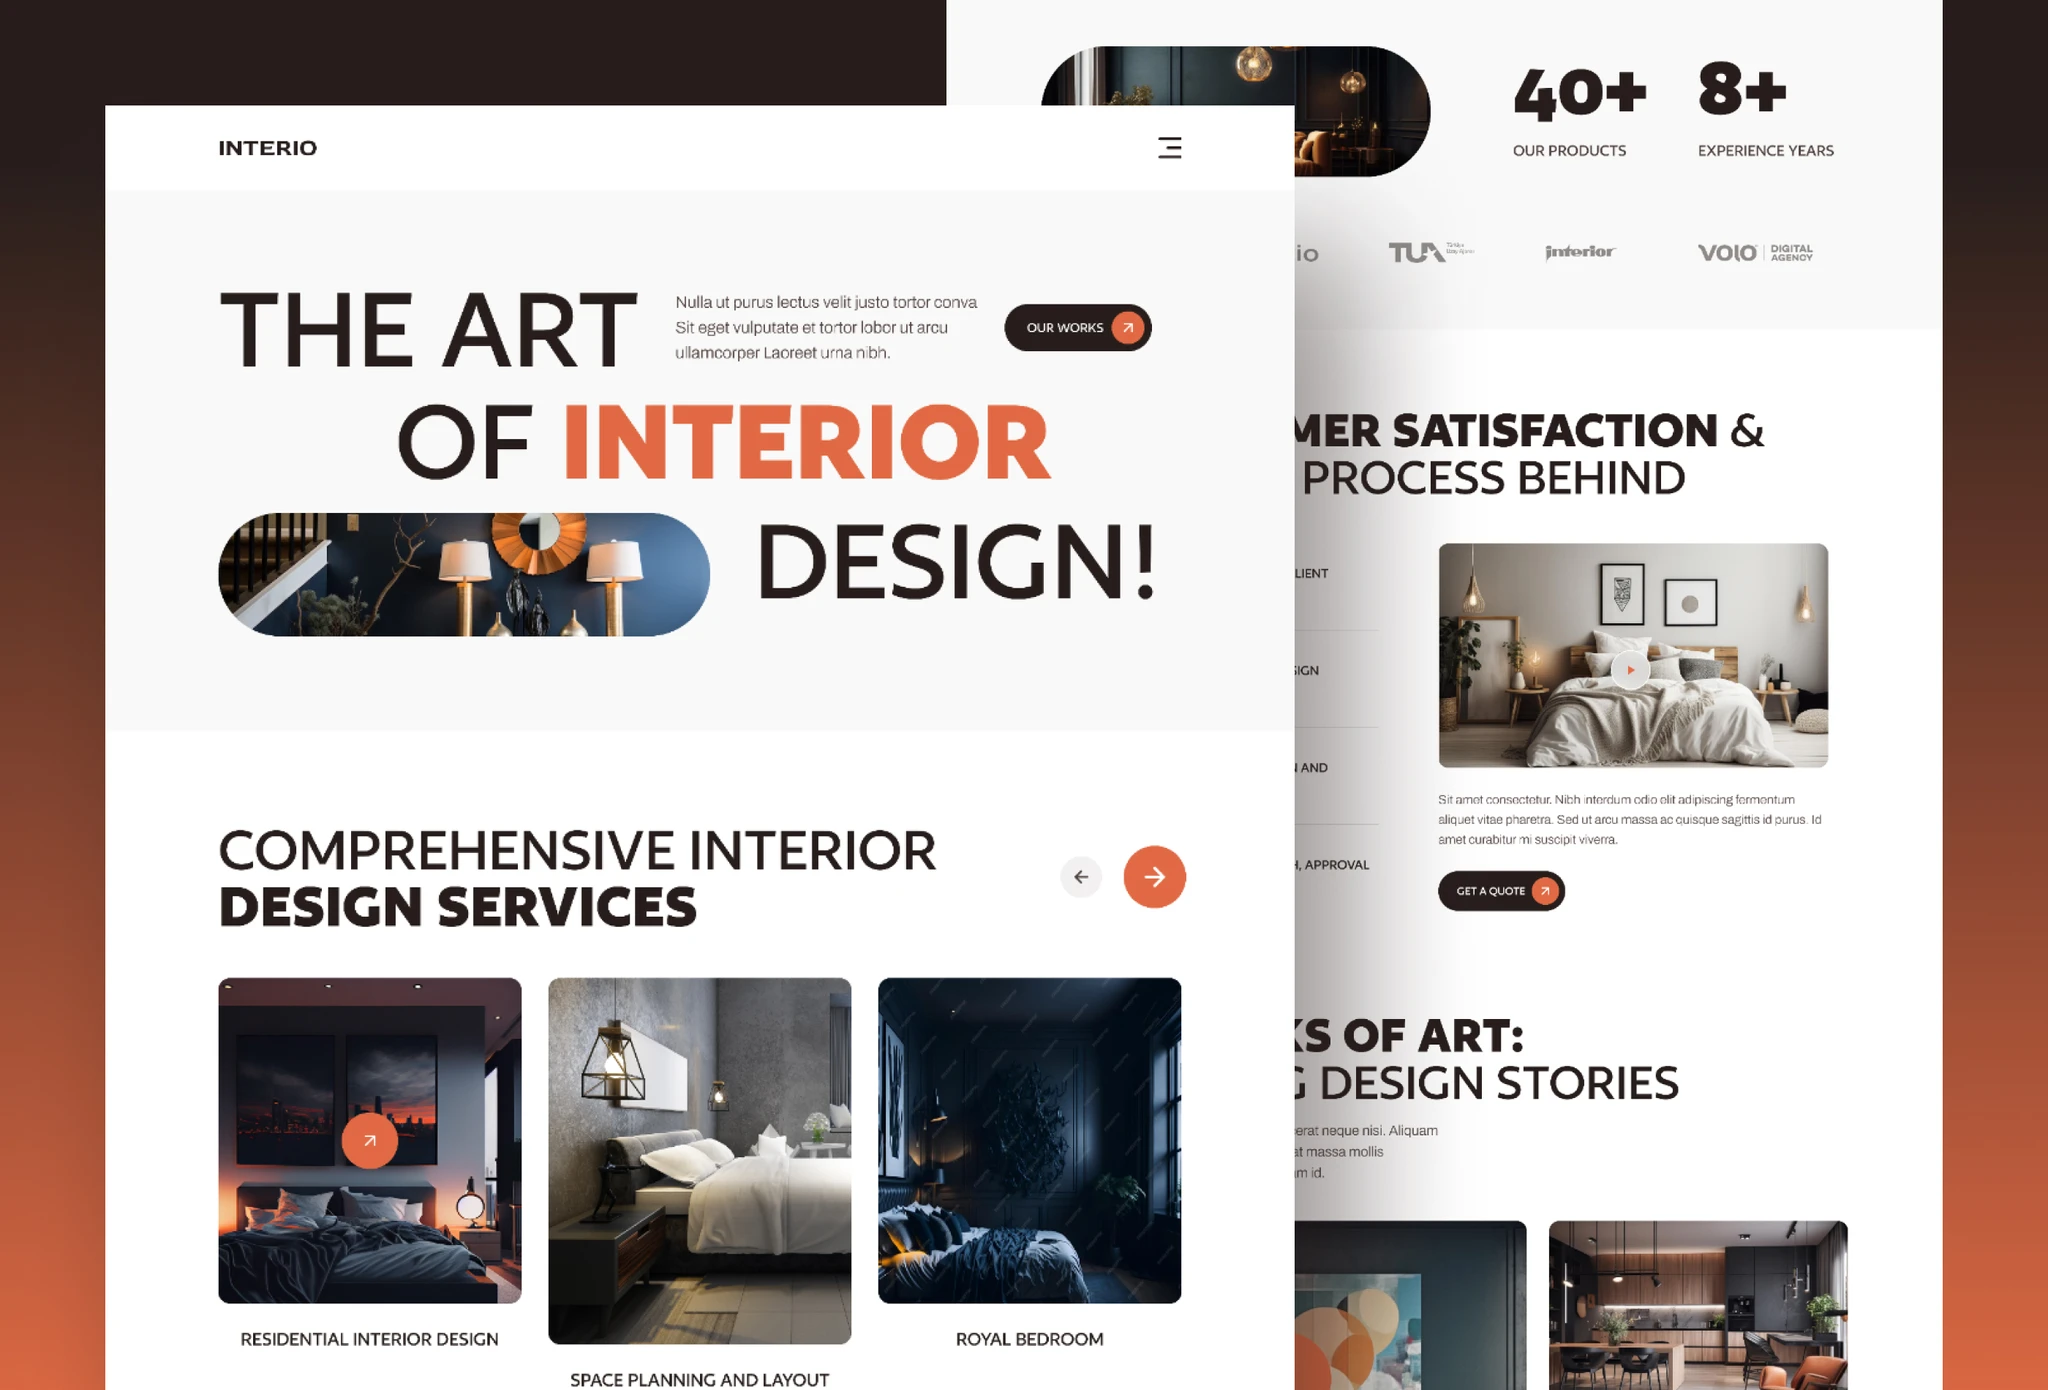 INTERIO
THE ART
Nulla ut purus lectus velit justo tortor conva
Sit eget vulputate et tortor lobor ut arcu
ullamcorper Laoreet urna nibh.
OUR WORKS
OF INTERIOR
DESIGN!
COMPREHENSIVE INTERIOR
DESIGN SERVICES
RESIDENTIAL INTERIOR DESIGN
SPACE PLANNING AND LAYOUT
ROYAL BEDROOM
40+
OUR PRODUCTS
8+
EXPERIENCE YEARS
io
TUA
interior
VOLO DIGITAL
AGENCY
MER SATISFACTION &
PROCESS BEHIND
LIENT
SIGN
N AND
H, APPROVAL
Sit amet consectetur. Nibh interdum odio elit adipiscing fermentum
aliquet vitae pharetra. Sed ut arcu massa ac quisque sagittis id purus. Id
amet curabitur mi suscipit viverra.
GET A QUOTE
KS OF ART:
G DESIGN STORIES
erat neque nisi. Aliquam
at massa mollis
m id.